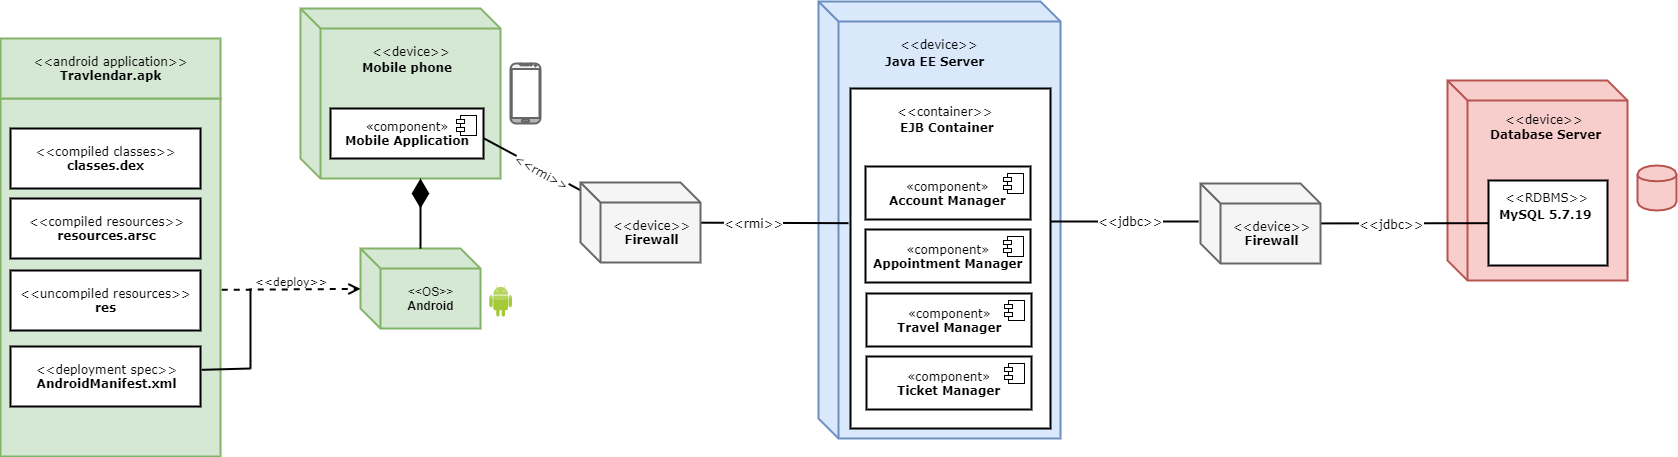 <<android application>>
Travlendar.apk
<<compiled classes>>
classes.dex
<<compiled resources>>
resources.arsc
<<uncompiled resources>>
res
<<deployment spec>>
AndroidManifest.xml
<<deploy>>
<<device>>
Mobile phone
«component»
Mobile Application
<<OS>>
Android
<<rmi>>
<<device>>
Firewall
<<rmi>>
<<device>>
Java EE Server
<<container>>
EJB Container
«component»
Account Manager
«component»
Appointment Manager
«component»
Travel Manager
«component»
Ticket Manager
<<jdbc>>
<<device>>
Firewall
<<jdbc>>
<<device>>
Database Server
<<RDBMS>>
MySQL 5.7.19